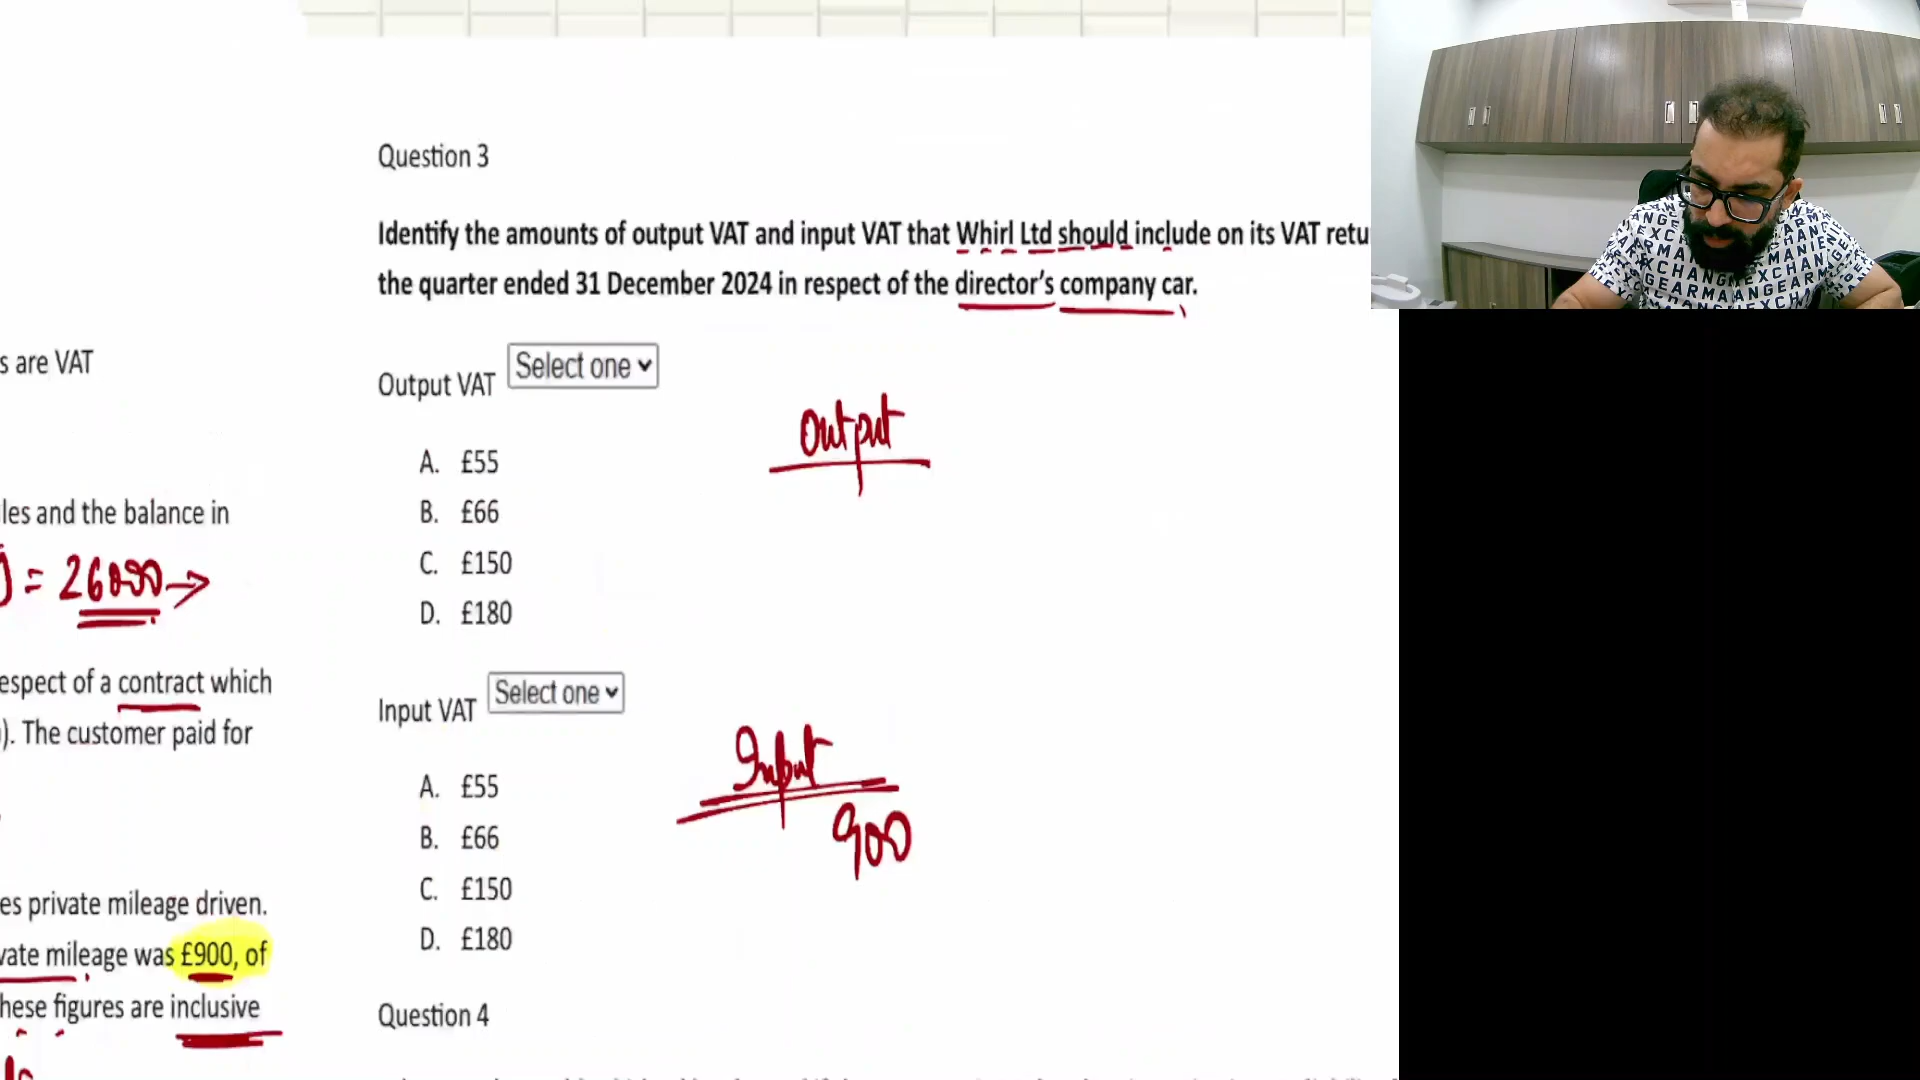 Question 3
Identify the amounts of output VAT and input VAT that Whirl Ltd should include on its VAT retu
the quarter ended 31 December 2024 in respect of the director's company car.
s are VAT
Output VAT Select one
Output
A. £55
B. £66
C. £150
D. £180
les and the balance in
) = 26000 →
espect of a contract which
). The customer paid for
Input VAT Select one
Input
900
A. £55
B. £66
C. £150
D. £180
es private mileage driven.
vate mileage was £900, of
hese figures are inclusive
Question 4